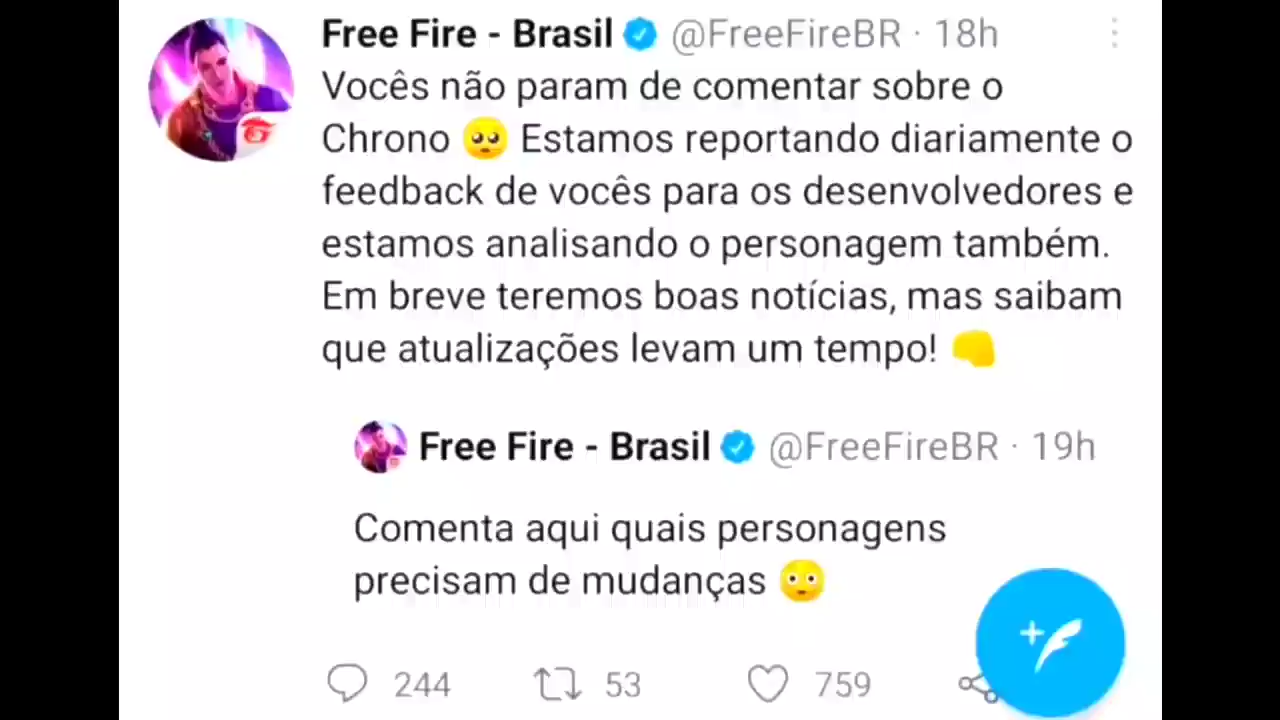 Free Fire - Brasil @FreeFireBR · 18h
Vocês não param de comentar sobre o
Chrono 🥺 Estamos reportando diariamente o
feedback de vocês para os desenvolvedores e
estamos analisando o personagem também.
Em breve teremos boas notícias, mas saibam
que atualizações levam um tempo! 👊
Free Fire - Brasil @FreeFireBR · 19h
Comenta aqui quais personagens
precisam de mudanças 😳
244 53 759